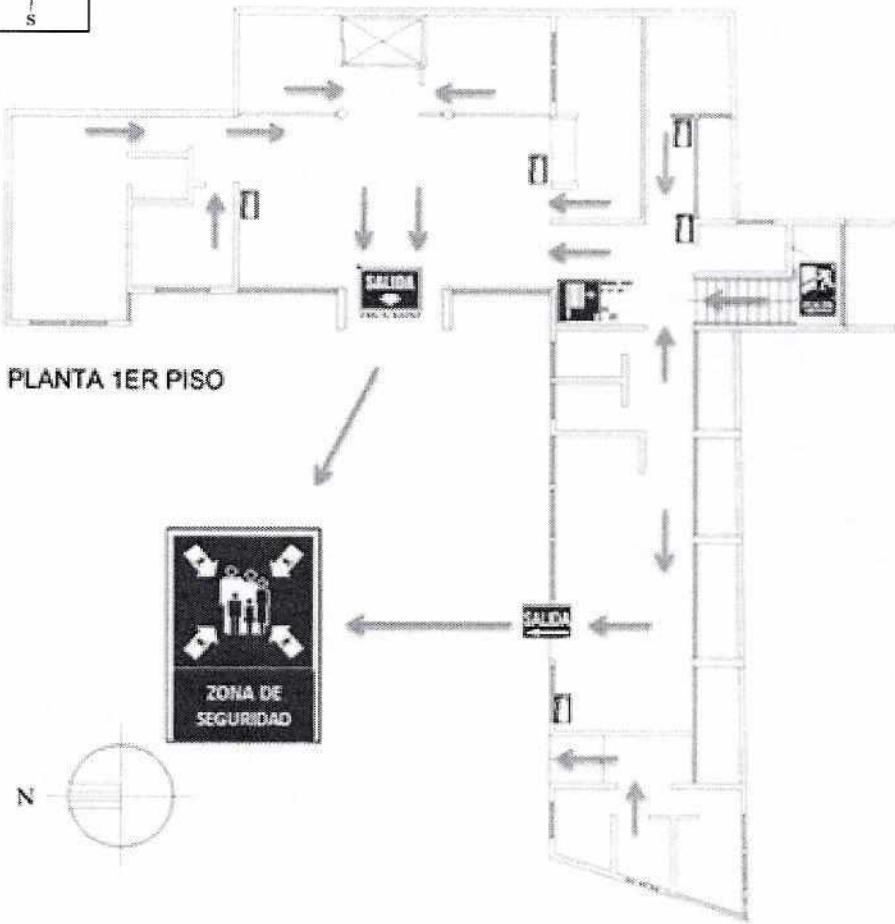 S
SALIDA
PLANTA 1ER PISO
SALIDA
ZONA DE
SEGURIDAD
N